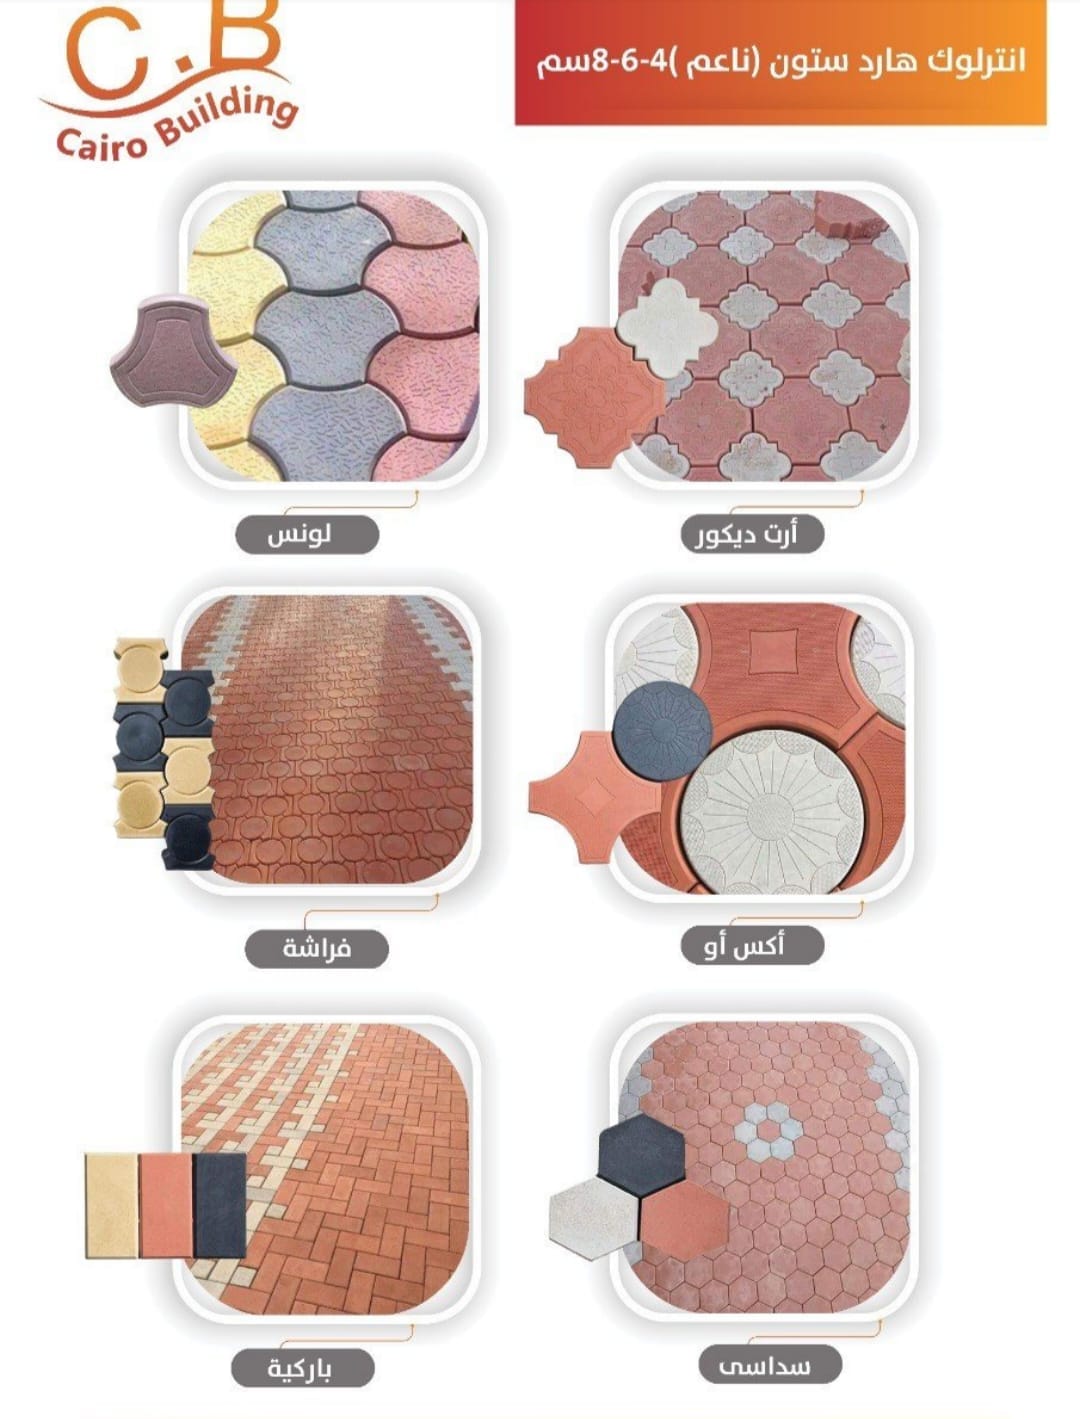 C.B
Cairo Building
انترلوك هارد ستون (ناعم )4-6-8سم
أرت ديكور
لونس
أكس أو
فراشة
سداسى
باركية